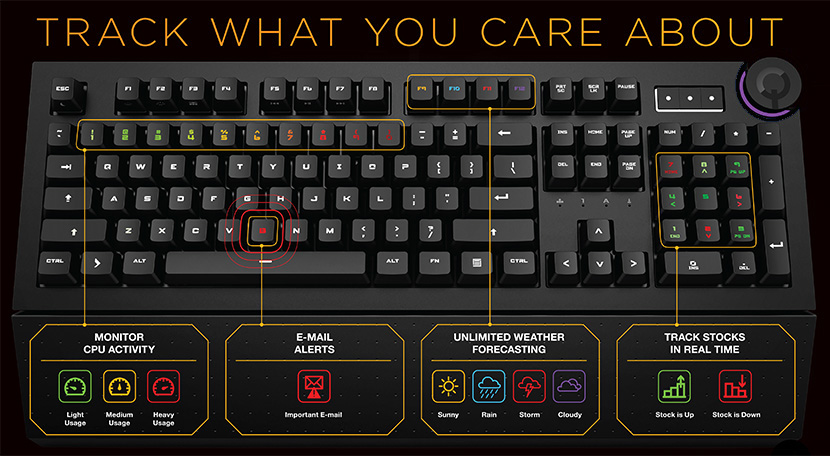 TRACK WHAT YOU CARE ABOUT
ESC F1 F2 F3 F4 F5 F6 F7 F8 F9 F10 F11 F12 PRT SC SCR LK PAUSE
1 2 3 4 5 6 7 INS HOME PAGE UP NUM / * -
Q W E R T Y U I O P DEL END PAGE DN 7 8 9 PG UP +
A S D F G H J K L 4 5 6
Z X C V B N M 1 END 2 3 PG DN
CTRL ALT ALT FN CTRL 0 INS DEL
MONITOR
CPU ACTIVITY
Light
Usage
Medium
Usage
Heavy
Usage
E-MAIL
ALERTS
Important E-mail
UNLIMITED WEATHER
FORECASTING
Sunny
Rain
Storm
Cloudy
TRACK STOCKS
IN REAL TIME
Stock is Up
Stock is Down